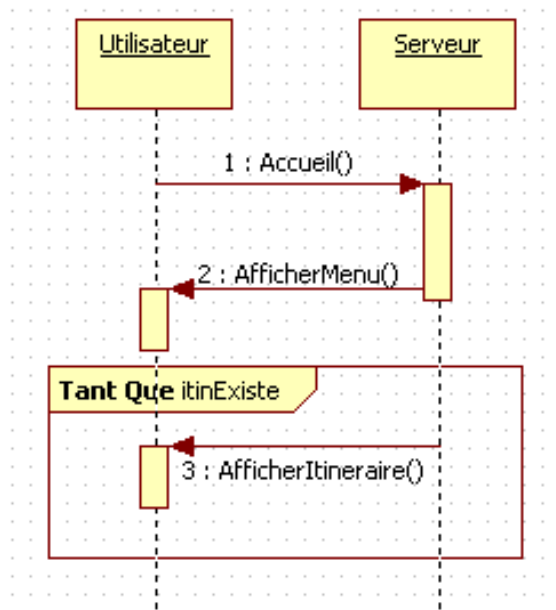 Utilisateur
Serveur
1 : Accueil()
2 : AfficherMenu()
Tant Que itinExiste
3 : AfficherItineraire()